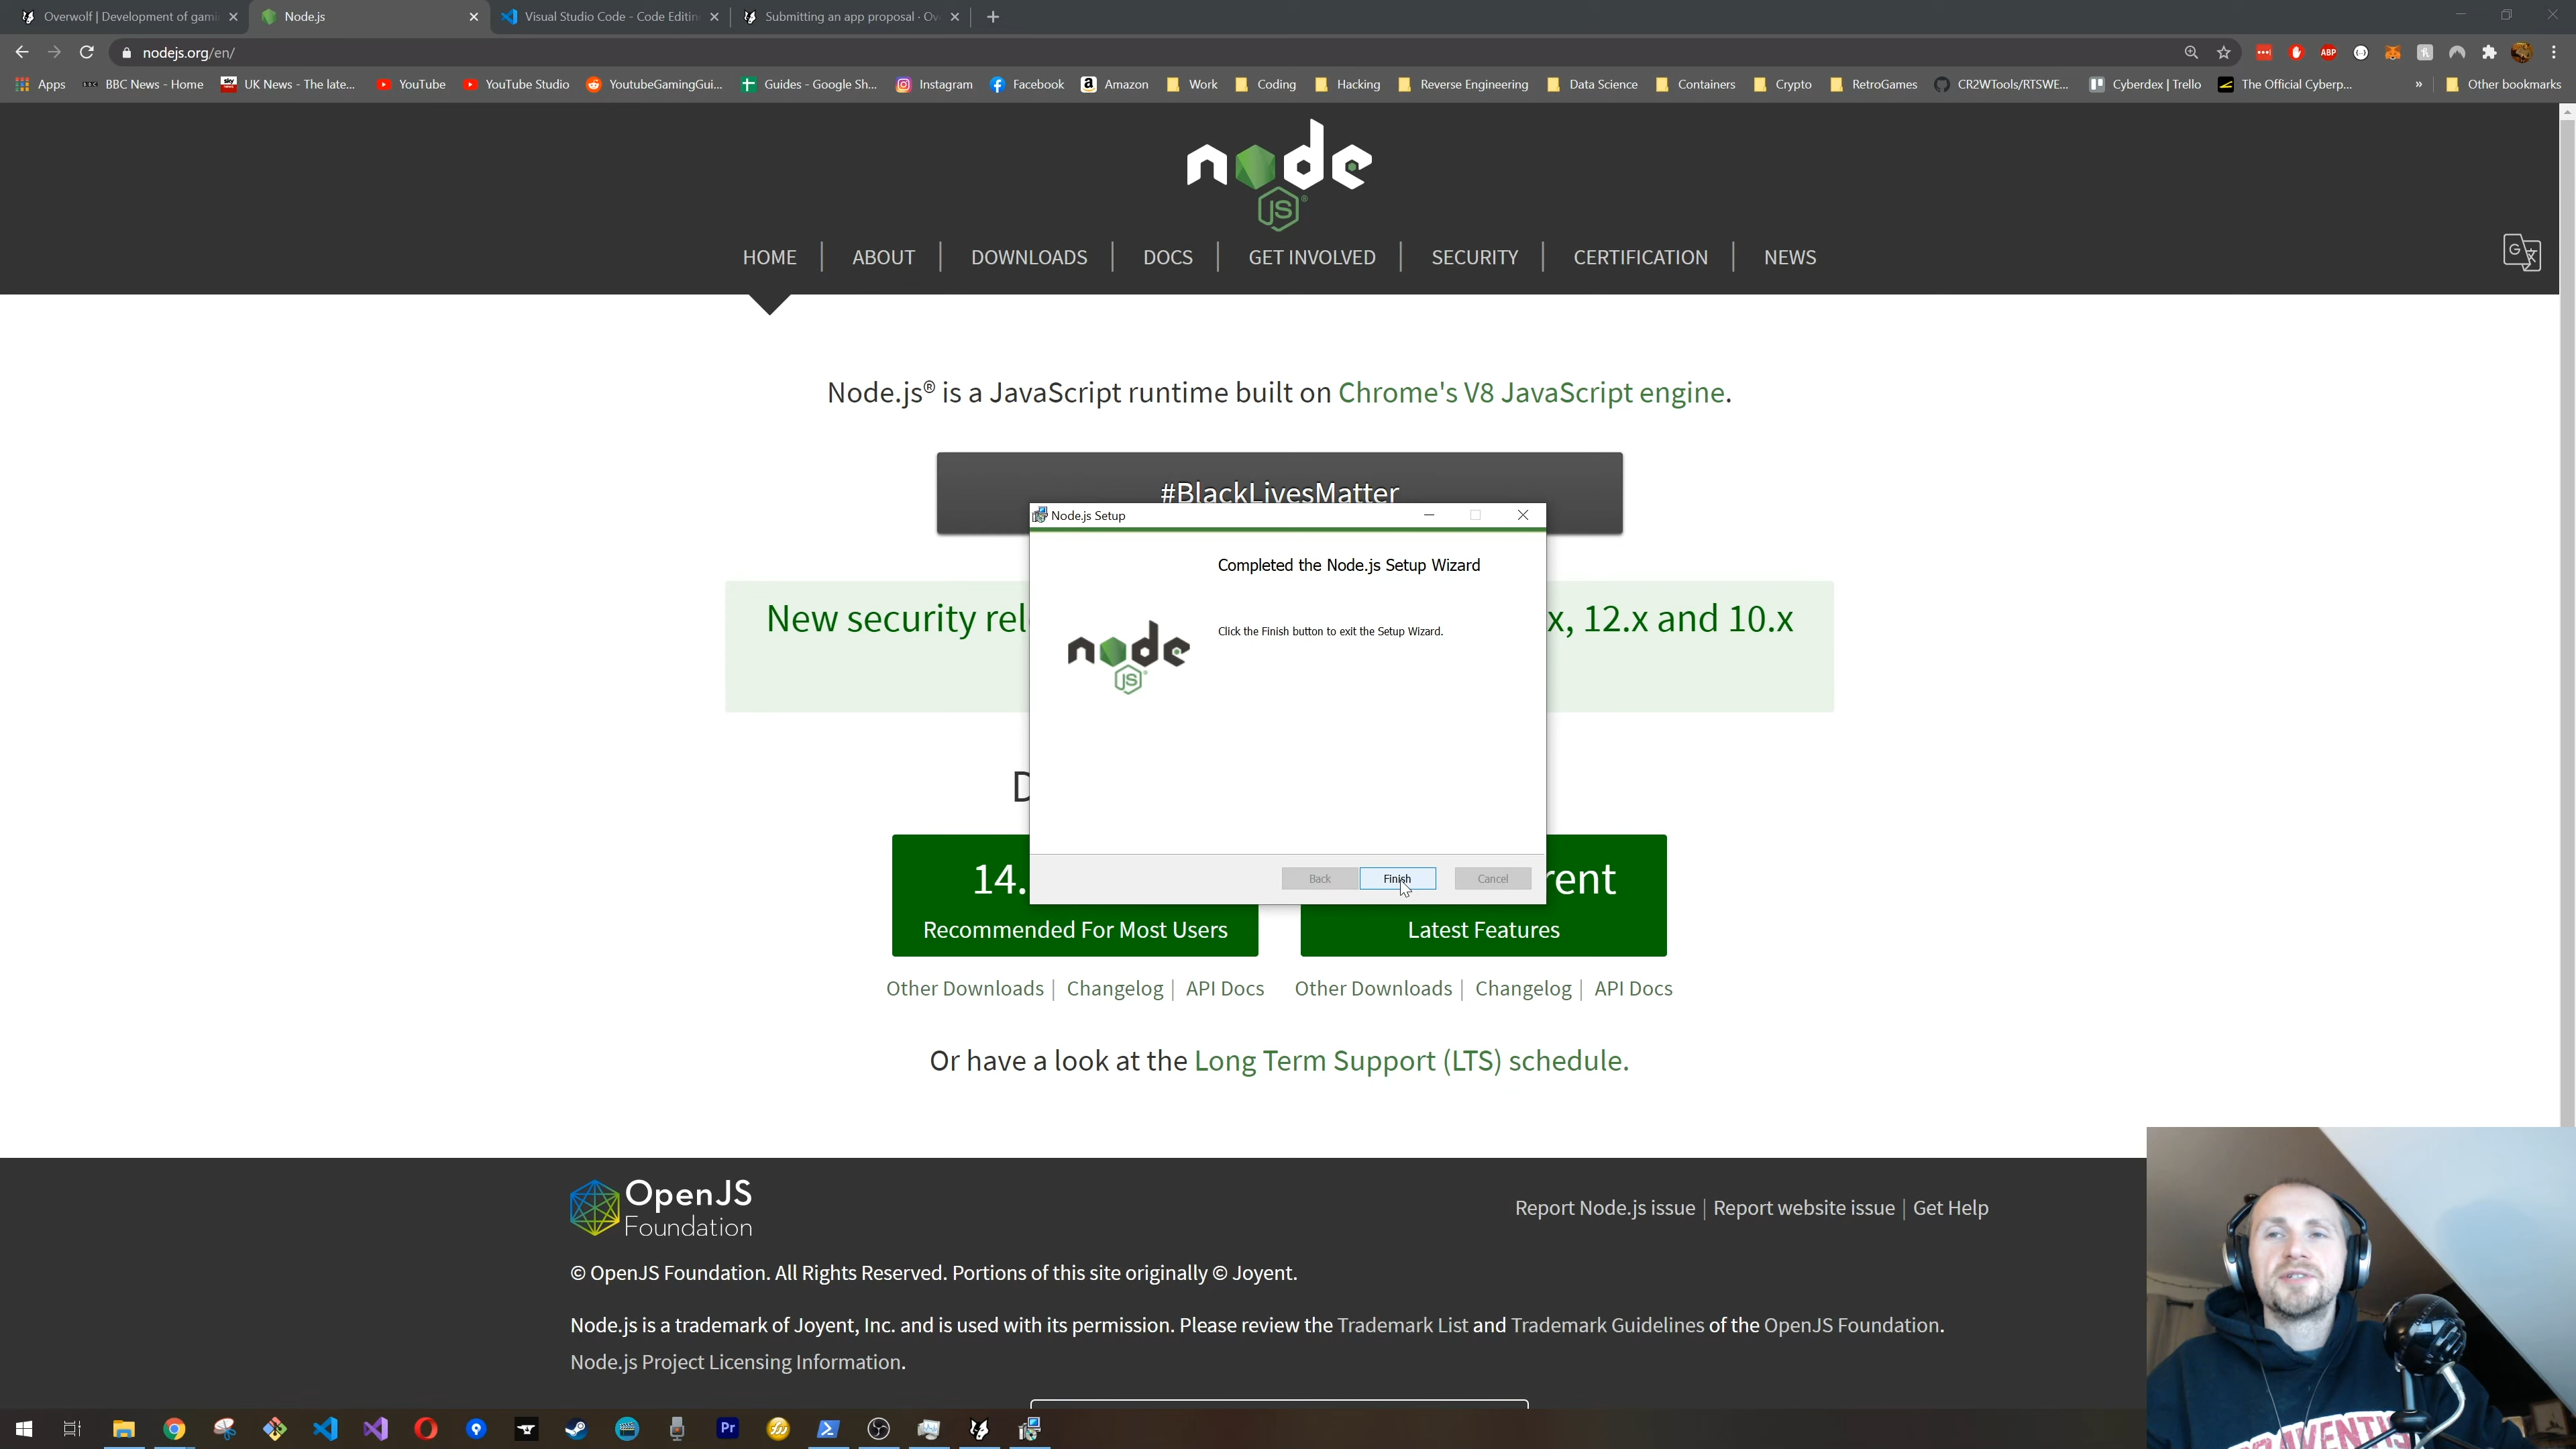 Overwolf | Development of gami
Node.js
Visual Studio Code - Code Editin
Submitting an app proposal · Ov
nodejs.org/en/
Apps
BBC News - Home
UK News - The late...
YouTube
YouTube Studio
YoutubeGamingGui...
Guides - Google Sh...
Instagram
Facebook
Amazon
Work
Coding
Hacking
Reverse Engineering
Data Science
Containers
Crypto
RetroGames
CR2WTools/RTSWE...
Cyberdex | Trello
The Official Cyberp...
»
Other bookmarks
node
JS
HOME
ABOUT
DOWNLOADS
DOCS
GET INVOLVED
SECURITY
CERTIFICATION
NEWS
Node.js® is a JavaScript runtime built on Chrome's V8 JavaScript engine.
#BlackLivesMatter
Node.js Setup
Completed the Node.js Setup Wizard
Click the Finish button to exit the Setup Wizard.
node
JS
Back
Finish
Cancel
New security rel
x, 12.x and 10.x
D
14.
rent
Recommended For Most Users
Latest Features
Other Downloads | Changelog | API Docs
Other Downloads | Changelog | API Docs
Or have a look at the Long Term Support (LTS) schedule.
OpenJS
Foundation
Report Node.js issue | Report website issue | Get Help
© OpenJS Foundation. All Rights Reserved. Portions of this site originally © Joyent.
Node.js is a trademark of Joyent, Inc. and is used with its permission. Please review the Trademark List and Trademark Guidelines of the OpenJS Foundation.
Node.js Project Licensing Information.
ABP
Pr